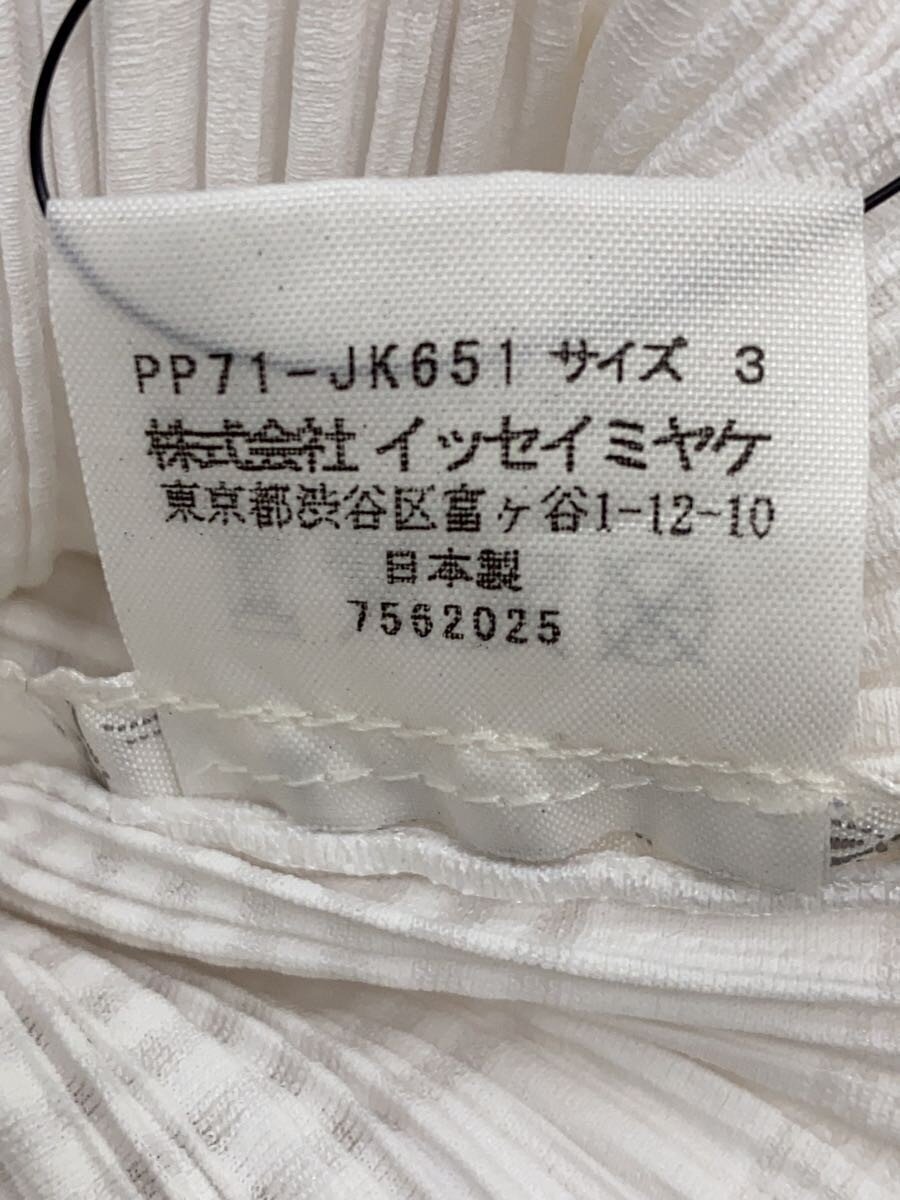 PP71-JK651 サイズ 3
株式会社 イッセイミヤケ
東京都渋谷区富ヶ谷1-12-10
日本製
7562025